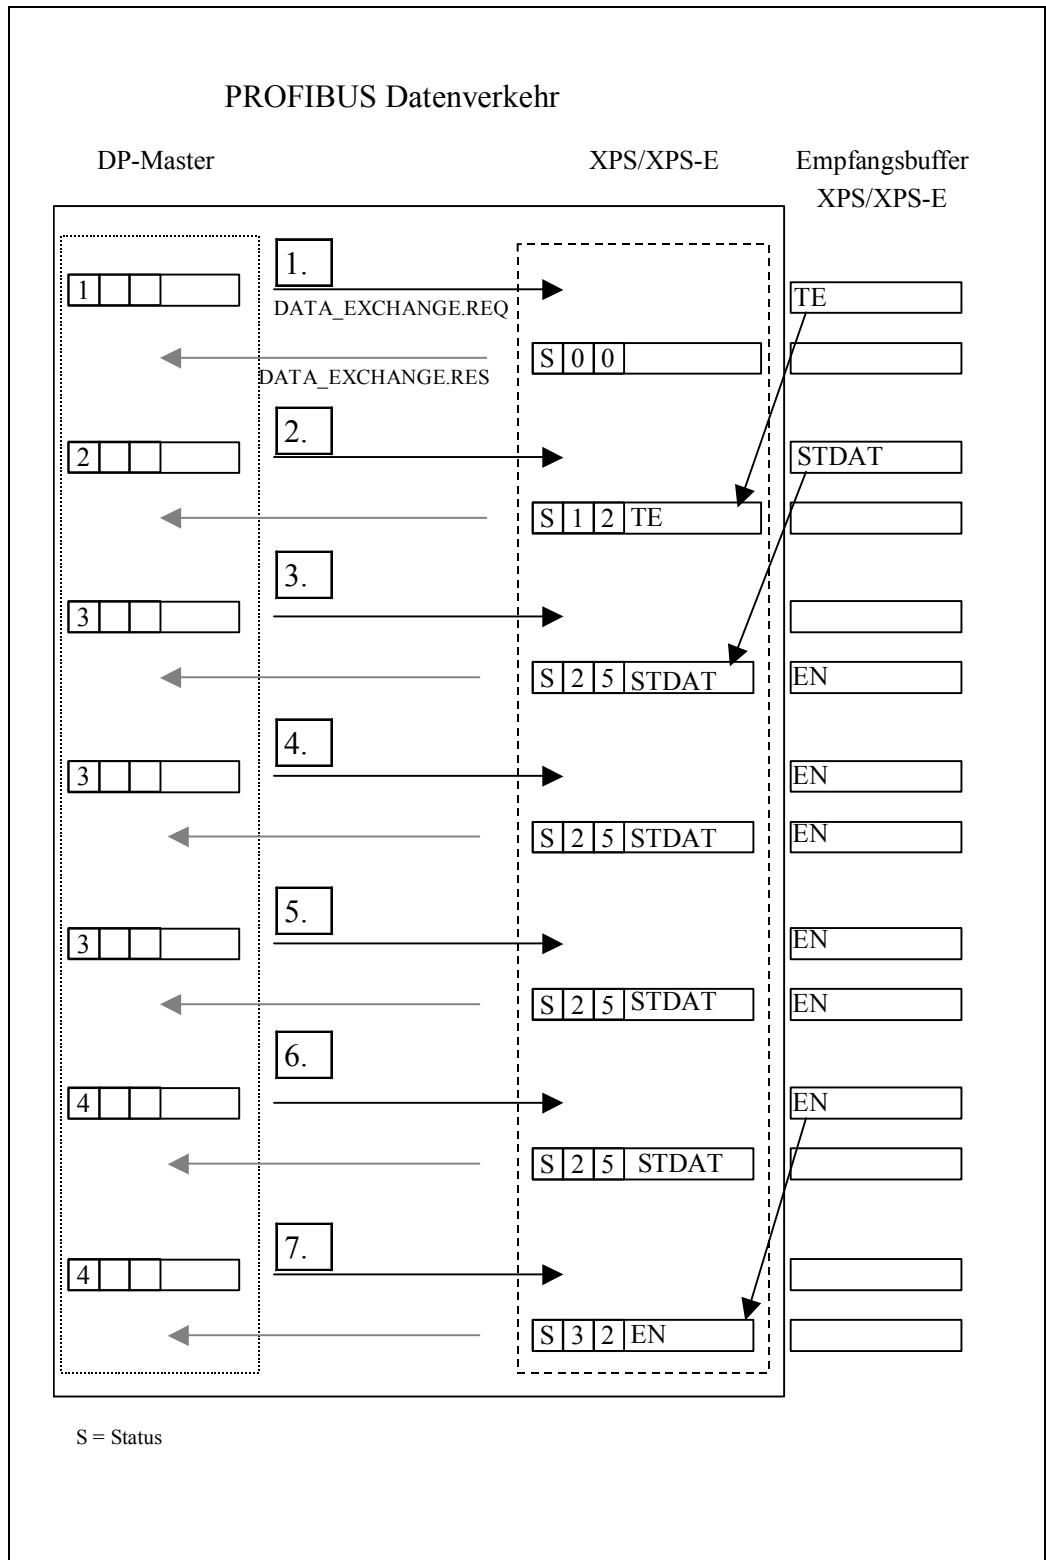 PROFIBUS Datenverkehr
DP-Master XPS/XPS-E Empfangsbuffer
XPS/XPS-E
1.
1 TE
DATA_EXCHANGE.REQ
S 0 0
DATA_EXCHANGE.RES
2.
2 STDAT
S 1 2 TE
3.
3
S 2 5 STDAT EN
4.
3 EN
S 2 5 STDAT EN
5.
3 EN
S 2 5 STDAT EN
6.
4 EN
S 2 5 STDAT
7.
4
S 3 2 EN
S = Status